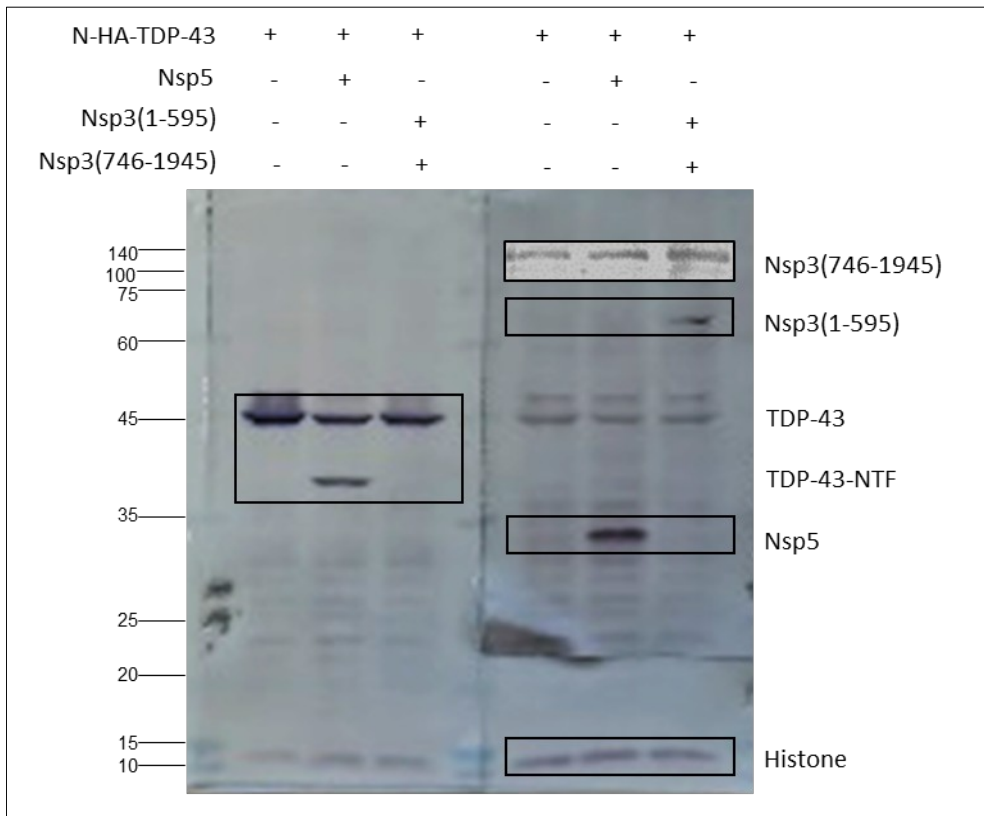 N-HA-TDP-43 + + + + + +
Nsp5 - + - - + -
Nsp3(1-595) - - + - - +
Nsp3(746-1945) - - + - - +
140
100
75
60
45
35
25
20
15
10
Nsp3(746-1945)
Nsp3(1-595)
TDP-43
TDP-43-NTF
Nsp5
Histone